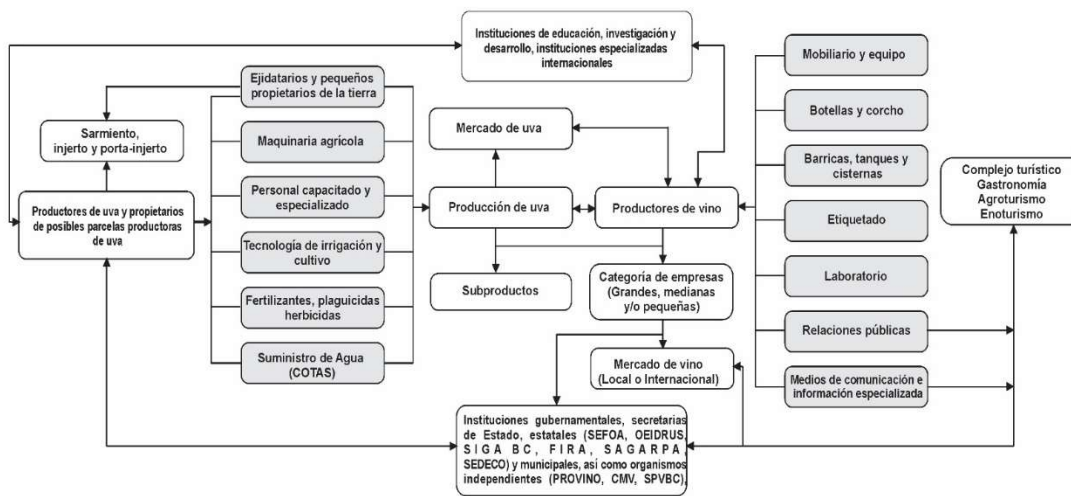 Instituciones de educación, investigación y
desarrollo, instituciones especializadas
internacionales
Ejidatarios y pequeños
propietarios de la tierra
Sarmiento,
injerto y porta-injerto
Maquinaria agrícola
Productores de uva y propietarios
de posibles parcelas productoras
de uva
Personal capacitado y
especializado
Tecnología de irrigación y
cultivo
Fertilizantes, plaguicidas
herbicidas
Suministro de Agua
(COTAS)
Mercado de uva
Producción de uva
Productores de vino
Subproductos
Categoría de empresas
(Grandes, medianas
y/o pequeñas)
Mercado de vino
(Local o Internacional)
Instituciones gubernamentales, secretarias
de Estado, estatales (SEFOA, OEIDRUS,
SIGA BC, FIRA, SAGARPA,
SEDECO) y municipales, así como organismos
independientes (PROVINO, CMV, SPVBC),
Mobiliario y equipo
Botellas y corcho
Barricas, tanques y
cisternas
Etiquetado
Laboratorio
Relaciones públicas
Medios de comunicación e
información especializada
Complejo turístico
Gastronomía
Agroturismo
Enoturismo